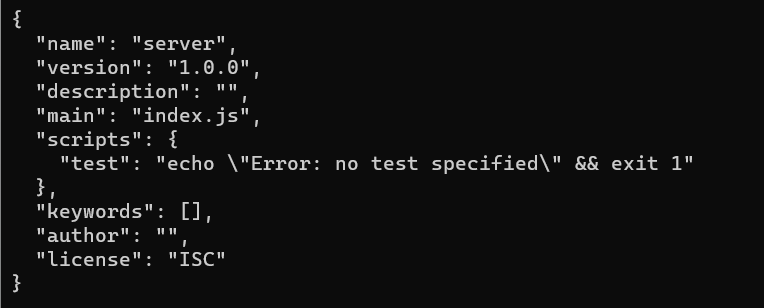 {
  "name": "server",
  "version": "1.0.0",
  "description": "",
  "main": "index.js",
  "scripts": {
    "test": "echo \"Error: no test specified\" && exit 1"
  },
  "keywords": [],
  "author": "",
  "license": "ISC"
}